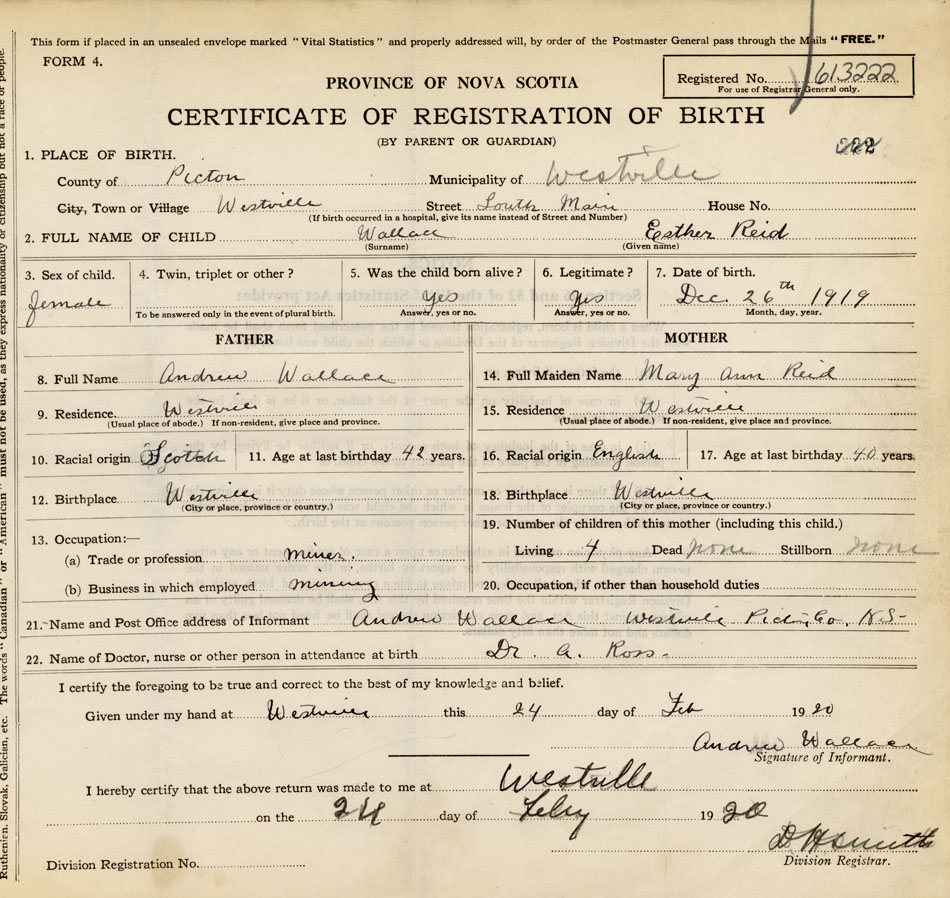 This form if placed in an unsealed envelope marked "Vital Statistics" and properly addressed will, by order of the Postmaster General pass through the Mails "FREE."
FORM 4.
Registered No. 613222
For use of Registrar General only.
PROVINCE OF NOVA SCOTIA
CERTIFICATE OF REGISTRATION OF BIRTH
(BY PARENT OR GUARDIAN)
1. PLACE OF BIRTH.
County of Picton Municipality of Westville
City, Town or Village Westville Street South Main House No.
(If birth occurred in a hospital, give its name instead of Street and Number)
2. FULL NAME OF CHILD Wallace Esther Reid
(Surname) (Given name)
3. Sex of child. 4. Twin, triplet or other? 5. Was the child born alive? 6. Legitimate? 7. Date of birth.
female Yes Yes Dec. 26th 1919
To be answered only in the event of plural birth. Answer, yes or no. Answer, yes or no. Month, day, year.
FATHER MOTHER
8. Full Name Andrew Wallace 14. Full Maiden Name Mary Ann Reid
9. Residence. Westville 15. Residence Westville
(Usual place of abode.) If non-resident, give place and province. (Usual place of abode.) If non-resident, give place and province.
10. Racial origin Scotch 11. Age at last birthday 42 years. 16. Racial origin English 17. Age at last birthday 40 years.
12. Birthplace Westville 18. Birthplace Westville
(City or place, province or country.) (City or place, province or country.)
13. Occupation:— 19. Number of children of this mother (including this child.)
(a) Trade or profession miner. Living 4 Dead none Stillborn none
(b) Business in which employed mining 20. Occupation, if other than household duties
21. Name and Post Office address of Informant Andrew Wallace Westville Picton Co. N.S-
22. Name of Doctor, nurse or other person in attendance at birth Dr. A. Ross.
I certify the foregoing to be true and correct to the best of my knowledge and belief.
Given under my hand at Westville this 24 day of Feb 1920
Andrew Wallace
Signature of Informant.
I hereby certify that the above return was made to me at Westville
on the 24 day of Feby 1920
D H Smith
Division Registration No. Division Registrar.
Ruthenian, Slovak, Galician, etc. The words "Canadian" or "American" must not be used, as they express nationality or citizenship but not a race or people.